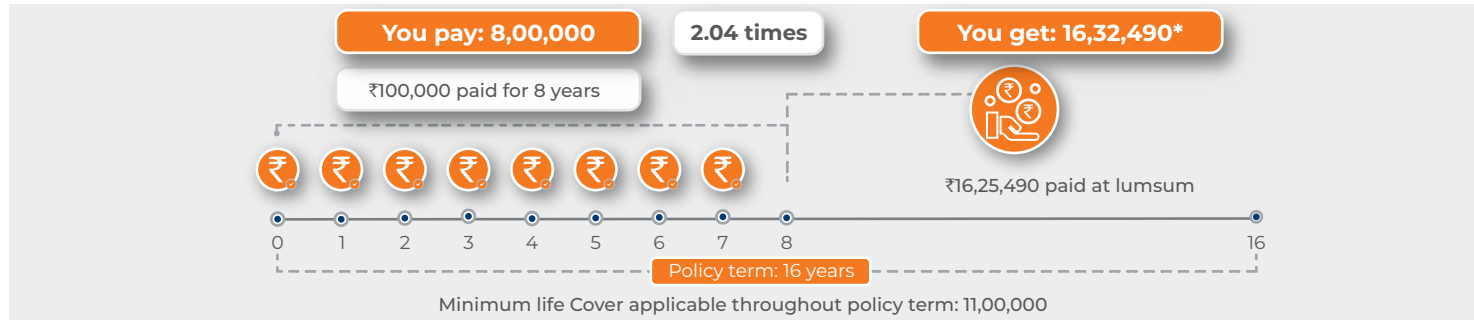 You pay: 8,00,000
2.04 times
You get: 16,32,490*
₹100,000 paid for 8 years
₹ ₹
₹ ₹ ₹ ₹ ₹ ₹ ₹ ₹
₹16,25,490 paid at lumsum
0 1 2 3 4 5 6 7 8 16
Policy term: 16 years
Minimum life Cover applicable throughout policy term: 11,00,000